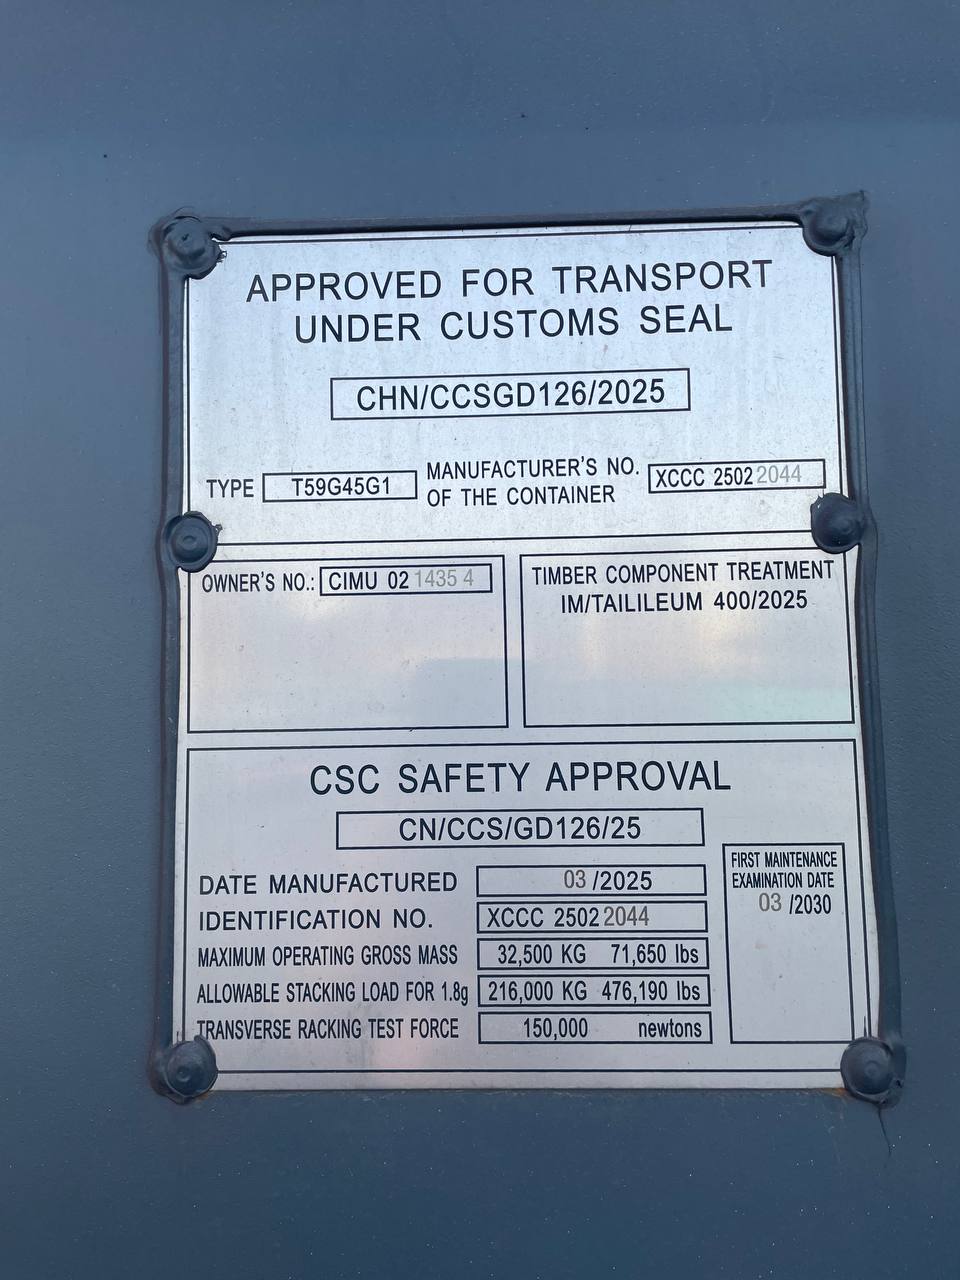 APPROVED FOR TRANSPORT
UNDER CUSTOMS SEAL
CHN/CCSGD126/2025
TYPE T59G45G1
MANUFACTURER'S NO.
OF THE CONTAINER
XCCC 2502 2044
OWNER'S NO.: CIMU 02 1435 4
TIMBER COMPONENT TREATMENT
IM/TAILILEUM 400/2025
CSC SAFETY APPROVAL
CN/CCS/GD126/25
DATE MANUFACTURED 03 /2025
IDENTIFICATION NO. XCCC 2502 2044
MAXIMUM OPERATING GROSS MASS 32,500 KG 71,650 lbs
ALLOWABLE STACKING LOAD FOR 1.8g 216,000 KG 476,190 lbs
TRANSVERSE RACKING TEST FORCE 150,000 newtons
FIRST MAINTENANCE
EXAMINATION DATE
03 /2030